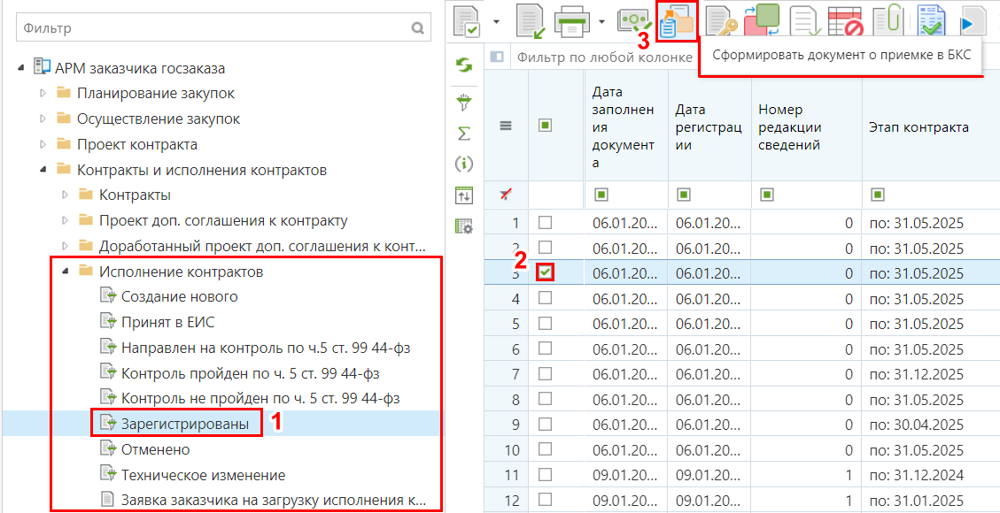 Фильтр
АРМ заказчика госзаказа
Планирование закупок
Осуществление закупок
Проект контракта
Контракты и исполнения контрактов
Контракты
Проект доп. соглашения к контракту
Доработанный проект доп. соглашения к конт...
Исполнение контрактов
Создание нового
Принят в ЕИС
Направлен на контроль по ч.5 ст. 99 44-фз
Контроль пройден по ч. 5 ст. 99 44-фз
Контроль не пройден по ч. 5 ст. 99 44-фз
Зарегистрированы
1
Отменено
Техническое изменение
Заявка заказчика на загрузку исполнения к...
3
Сформировать документ о приемке в БКС
Фильтр по любой колонке
Дата
заполнен
ия
документ
а
Дата
регистрац
ии
Номер
редакции
сведений
Этап контракта
1 06.01.20... 06.01.20... 0 по: 31.05.2025
2 06.01.20... 06.01.20... 0 по: 31.05.2025
2
3 06.01.20... 06.01.20... 0 по: 31.05.2025
4 06.01.20... 06.01.20... 0 по: 31.05.2025
5 06.01.20... 06.01.20... 0 по: 31.05.2025
6 06.01.20... 06.01.20... 0 по: 31.05.2025
7 06.01.20... 06.01.20... 0 по: 31.12.2025
8 06.01.20... 06.01.20... 0 по: 31.05.2025
9 06.01.20... 06.01.20... 0 по: 30.04.2025
10 06.01.20... 06.01.20... 0 по: 31.05.2025
11 09.01.20... 09.01.20... 1 по: 31.12.2024
12 09.01.20... 09.01.20... 1 по: 31.01.2025